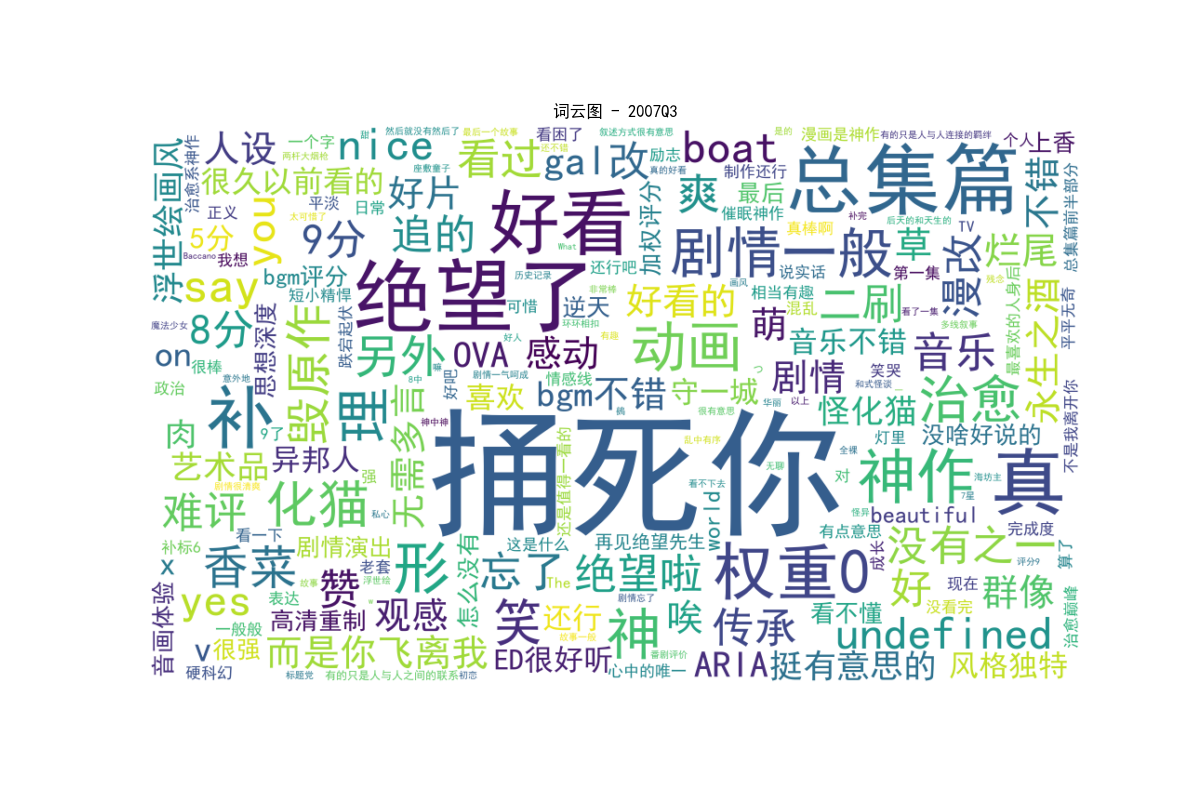 词云图 - 2007Q3
浮世绘画风
治愈系神作
人设
一个字
甜
然后就没有然后了
最后一个故事
看困了
叙述方式很有意思
是的
漫画是神作
有的只是人与人连接的羁绊
个人
上香
两杆大烟枪
nice
看过
还不错
gal改
励志
boat
总集篇
不错
总集篇前半部分
很久以前看的
座敷童子
好片
真的好看
制作还行
爽
最后
正义
平淡
日常
you
太可惜了
9分
追的
好看
加权评分
催眠神作
补完
后天的和天生的
TV
5分
我想
Baccano
What
剧情一般
真棒啊
草
漫改
烂尾
bgm评分
历史记录
还行吧
画风
说实话
第一集
残念
say
短小精悍
绝望了
非常棒
可惜
逆天
好看的
相当有趣
混乱
二刷
看了一集
永生之酒
平平无奇
魔法少女
8分
思想深度
毁原作
跌宕起伏
环环相扣
有趣
动画
萌
多线叙事
最喜欢的人身后
on
很棒
另外
OVA
好人
感动
音乐不错
音乐
意外地
喵
剧情一气呵成
情感线
つ
剧情
笑哭
和式怪谈
一
政治
补
理
8中
言
好吧
喜欢
bgm不错
守一城
华丽
以上
怪化猫
治愈
不是我离开你
肉
9了
神中神
鸽
很有意思
灯里
没啥好说的
无需多
捅死你
乱中有序
全裸
艺术品
异邦人
强
还是值得一看的
无聊
对
神作
海坊主
真
剧情很清爽
私心
看不下去
7星
难评
化猫
world
怪异
beautiful
看一下
有点意思
完成度
补标6
剧情演出
这是什么
再见绝望先生
成长
没有之一
评分9
算了
x
香菜
老套
故事
浮世绘
形
怎么没有
忘了
The
绝望啦
权重0
好
现在
群像
音画体验
yes
表达
赞
剧情忘了
没看完
治愈巅峰
高清重制
观感
笑
还行
故事一般
神
唉
传承
看不懂
undefined
一般般
v
很强
而是你飞离我
ED很好听
番剧评价
心中的唯一
ARIA
挺有意思的
风格独特
硬科幻
标题党
有的只是人与人之间的联系
初恋